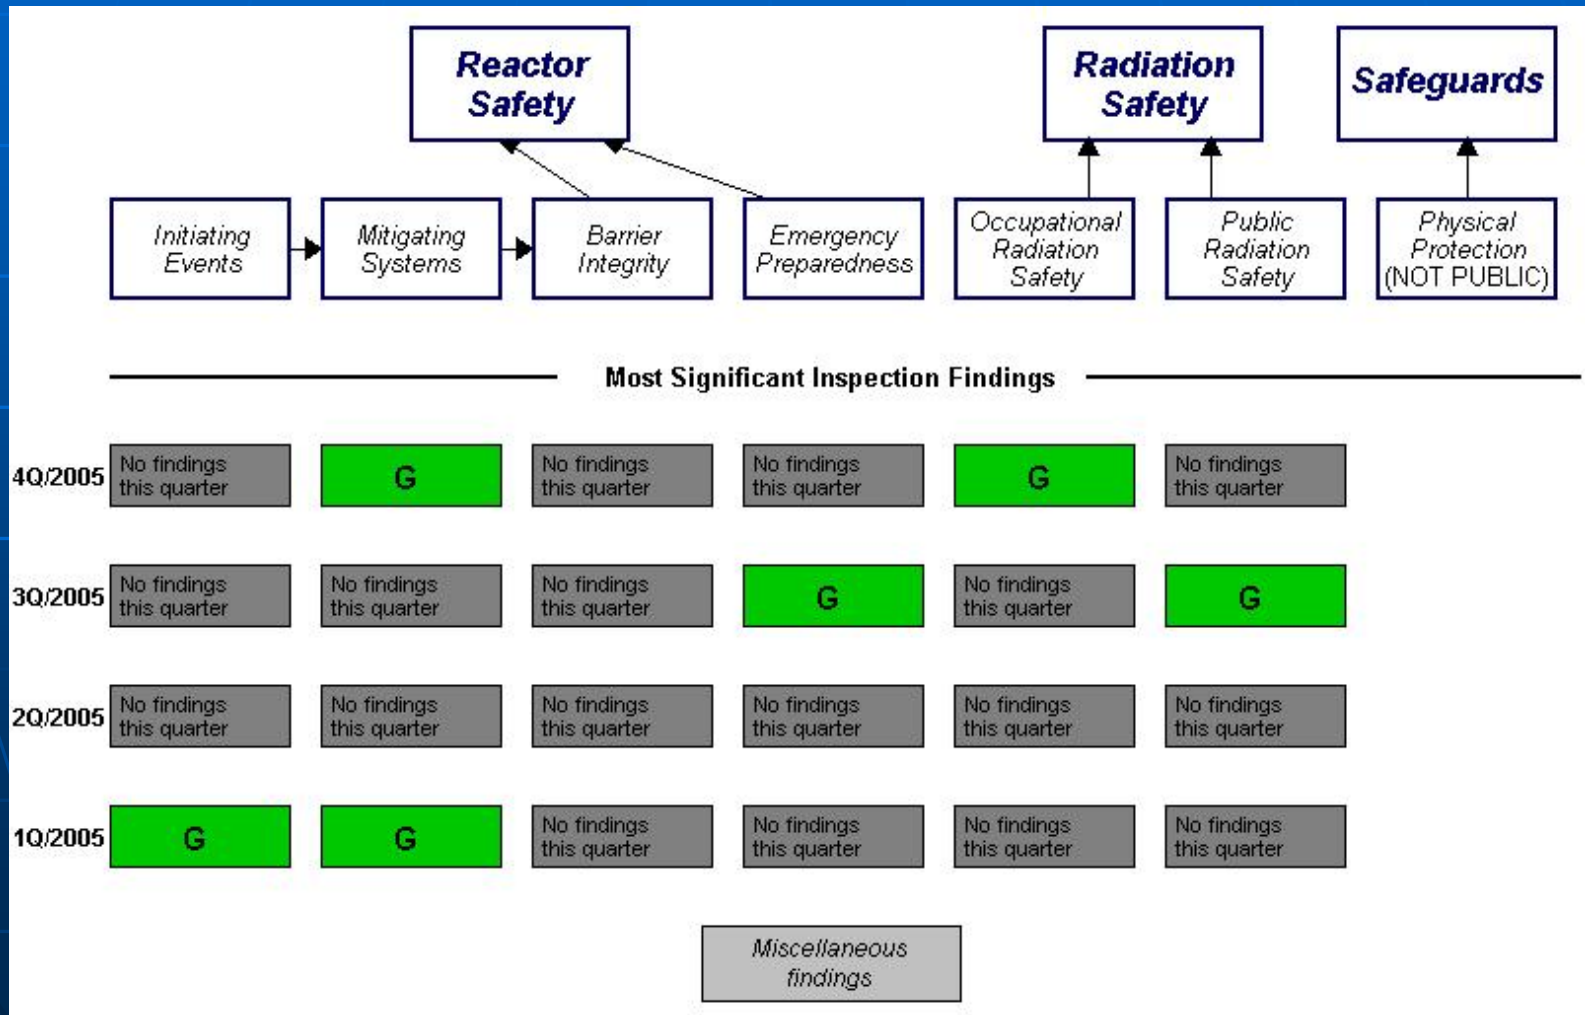 Reactor
Safety
Radiation
Safety
Safeguards
Initiating
Events
Mitigating
Systems
Barrier
Integrity
Emergency
Preparedness
Occupational
Radiation
Safety
Public
Radiation
Safety
Physical
Protection
(NOT PUBLIC)
Most Significant Inspection Findings
4Q/2005
No findings
this quarter
G
No findings
this quarter
No findings
this quarter
G
No findings
this quarter
3Q/2005
No findings
this quarter
No findings
this quarter
No findings
this quarter
G
No findings
this quarter
G
2Q/2005
No findings
this quarter
No findings
this quarter
No findings
this quarter
No findings
this quarter
No findings
this quarter
No findings
this quarter
1Q/2005
G
G
No findings
this quarter
No findings
this quarter
No findings
this quarter
No findings
this quarter
Miscellaneous
findings